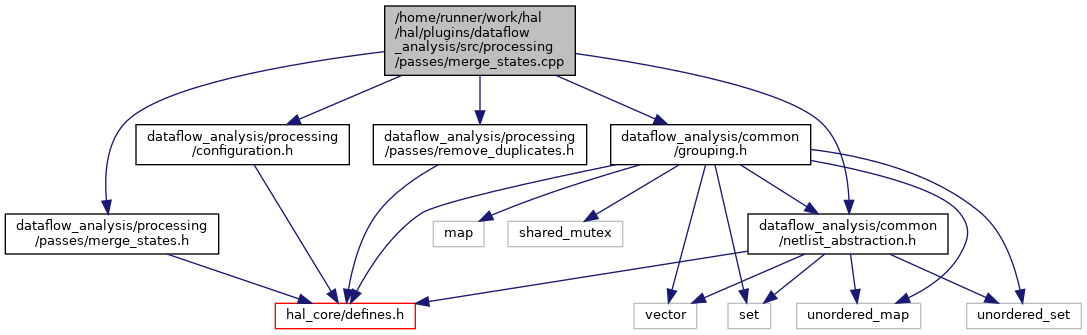 /home/runner/work/hal
/hal/plugins/dataflow
_analysis/src/processing
/passes/merge_states.cpp
dataflow_analysis/processing
/configuration.h
dataflow_analysis/processing
/passes/remove_duplicates.h
dataflow_analysis/common
/grouping.h
dataflow_analysis/processing
/passes/merge_states.h
map
shared_mutex
dataflow_analysis/common
/netlist_abstraction.h
hal_core/defines.h
vector
set
unordered_map
unordered_set